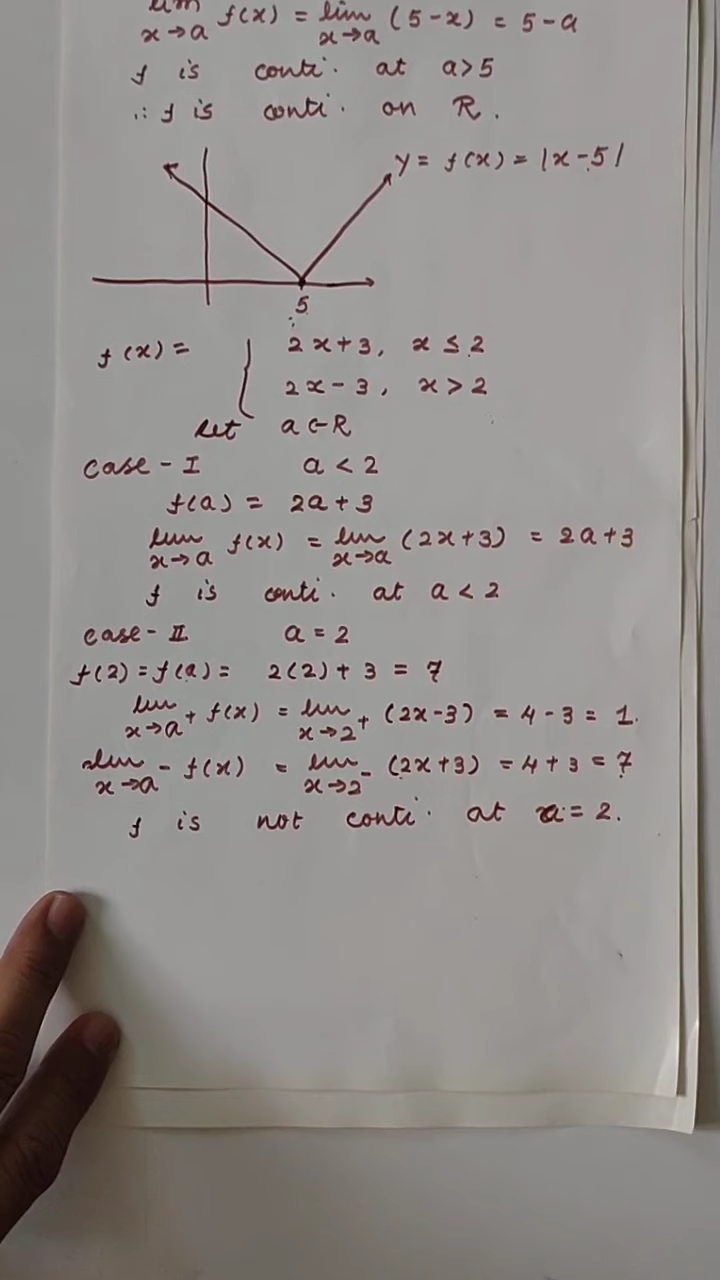 lim x→a f(x) = lim x→a (5-x) = 5-a
f is conti. at a>5
∴ f is conti. on R.
y = f(x) = |x-5|
5
f(x) = { 2x+3, x ≤ 2
2x-3, x > 2
Let a ∈ R
Case-I a < 2
f(a) = 2a+3
lim x→a f(x) = lim x→a (2x+3) = 2a+3
f is conti. at a < 2
case-II a = 2
f(2) = f(a) = 2(2)+3 = 7
lim x→a+ f(x) = lim x→2+ (2x-3) = 4-3 = 1.
lim x→a- f(x) = lim x→2- (2x+3) = 4+3 = 7
f is not conti. at x = 2.